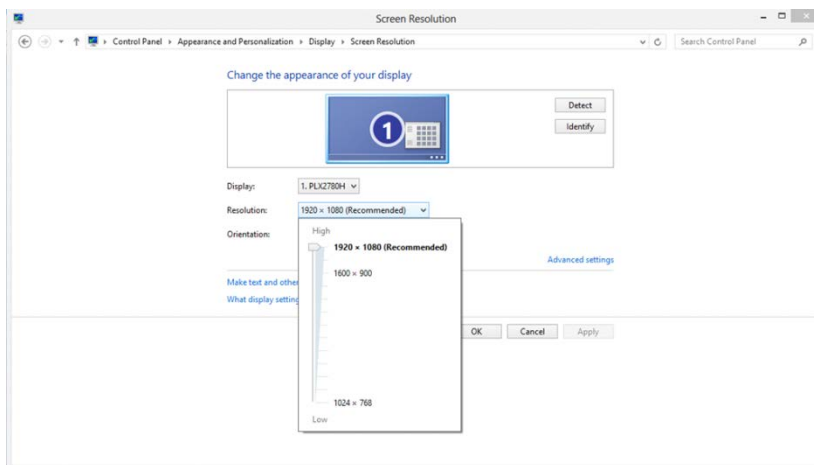 Screen Resolution
Control Panel Appearance and Personalization Display Screen Resolution
Search Control Panel
Change the appearance of your display
1
Detect
Identify
Display: 1. PLX2780H
Resolution: 1920 × 1080 (Recommended)
Orientation:
High
1920 × 1080 (Recommended)
1600 × 900
1024 × 768
Low
Advanced settings
Make text and other
What display setting
OK Cancel Apply